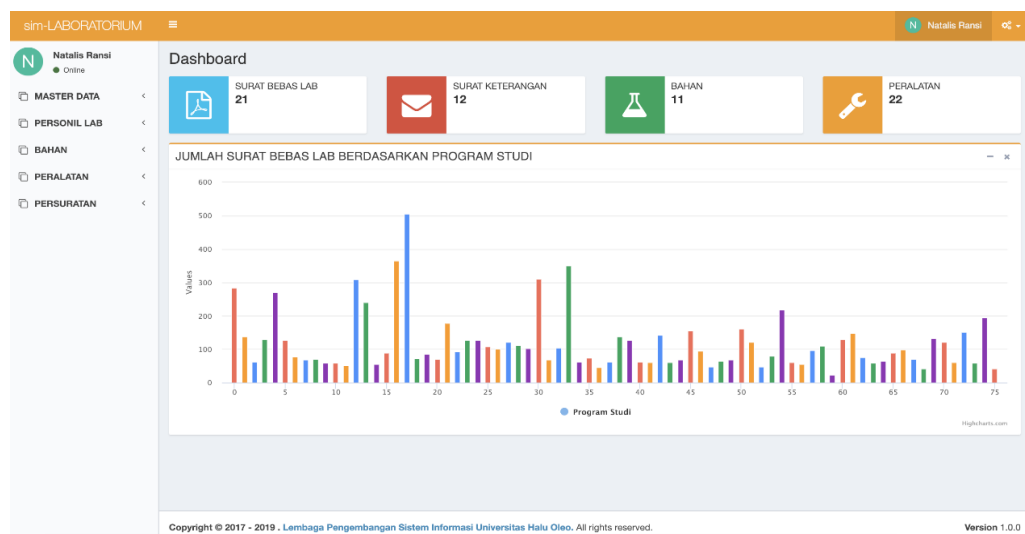 sim-LABORATORIUM
N Natalis Ransi
N Natalis Ransi
Online
MASTER DATA
PERSONIL LAB
BAHAN
PERALATAN
PERSURATAN
Dashboard
SURAT BEBAS LAB
21
SURAT KETERANGAN
12
BAHAN
11
PERALATAN
22
JUMLAH SURAT BEBAS LAB BERDASARKAN PROGRAM STUDI
Values
600
500
400
300
200
100
0
0 5 10 15 20 25 30 35 40 45 50 55 60 65 70 75
Program Studi
Highcharts.com
Copyright © 2017 - 2019 . Lembaga Pengembangan Sistem Informasi Universitas Halu Oleo. All rights reserved. Version 1.0.0